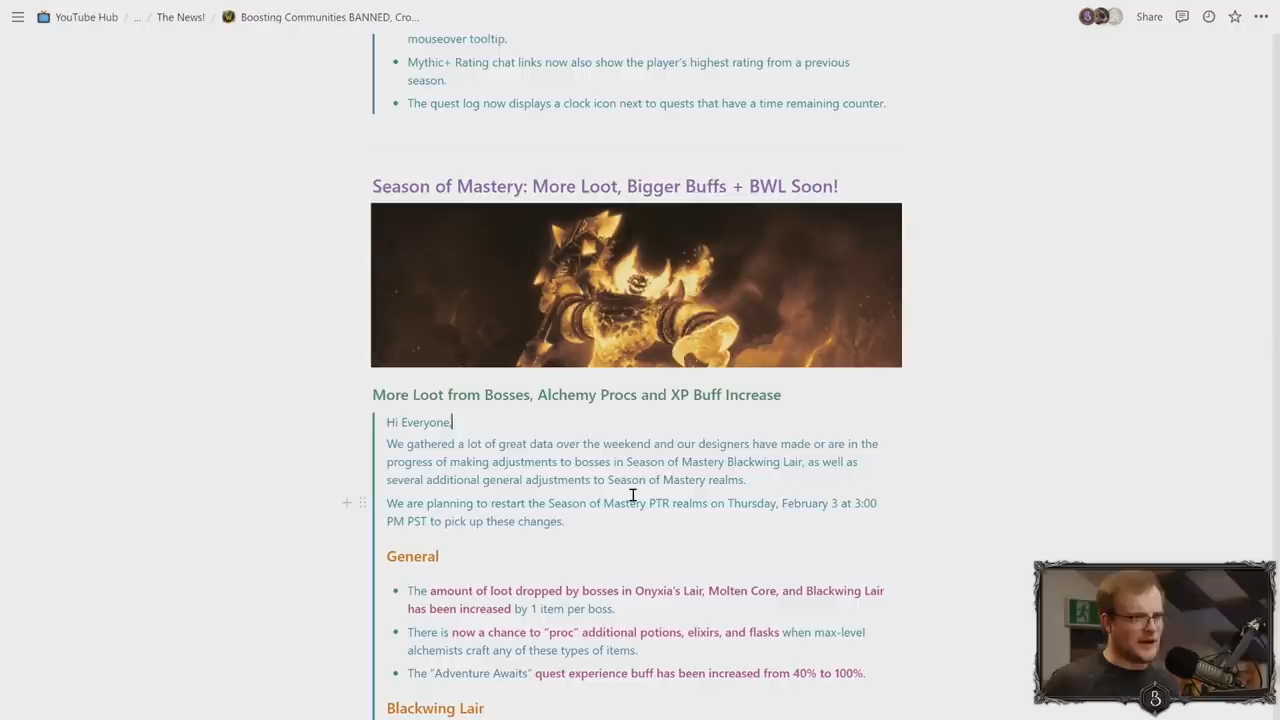 YouTube Hub / ... / The News! / Boosting Communities BANNED, Cro...
Share
mouseover tooltip.
• Mythic+ Rating chat links now also show the player's highest rating from a previous
season.
• The quest log now displays a clock icon next to quests that have a time remaining counter.
Season of Mastery: More Loot, Bigger Buffs + BWL Soon!
More Loot from Bosses, Alchemy Procs and XP Buff Increase
Hi Everyone,
We gathered a lot of great data over the weekend and our designers have made or are in the
progress of making adjustments to bosses in Season of Mastery Blackwing Lair, as well as
several additional general adjustments to Season of Mastery realms.
We are planning to restart the Season of Mastery PTR realms on Thursday, February 3 at 3:00
PM PST to pick up these changes.
General
• The amount of loot dropped by bosses in Onyxia's Lair, Molten Core, and Blackwing Lair
has been increased by 1 item per boss.
• There is now a chance to "proc" additional potions, elixirs, and flasks when max-level
alchemists craft any of these types of items.
• The "Adventure Awaits" quest experience buff has been increased from 40% to 100%.
Blackwing Lair